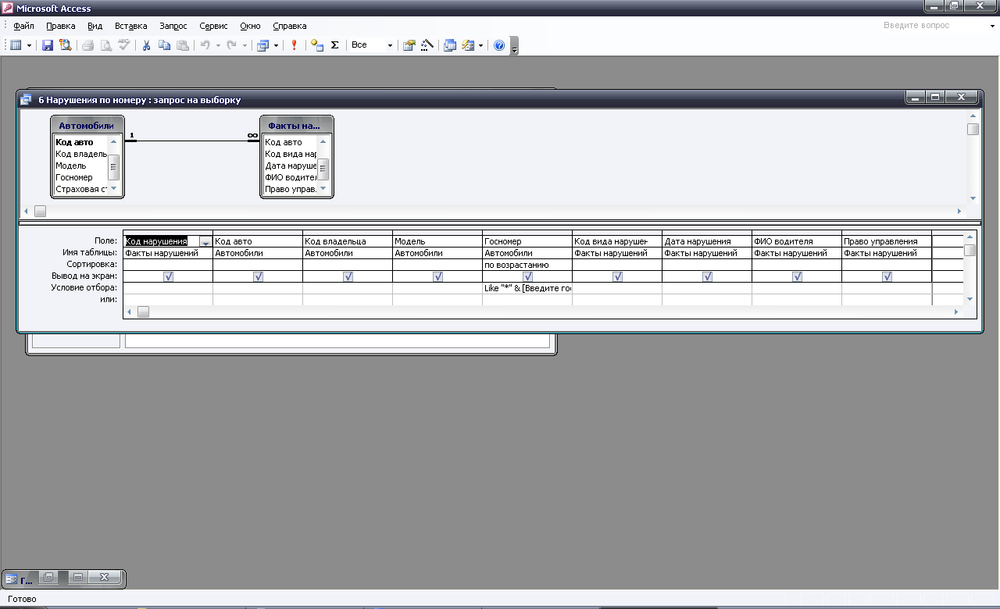 Microsoft Access
Файл Правка Вид Вставка Запрос Сервис Окно Справка Введите вопрос
Все
6 Нарушения по номеру : запрос на выборку
Автомобили
Код авто
Код владель
Модель
Госномер
Страховая ст
1 ∞
Факты на...
Код авто
Код вида нар
Дата наруше
ФИО водител
Право управ.
Поле: Код нарушения Код авто Код владельца Модель Госномер Код вида нарушен Дата нарушения ФИО водителя Право управления
Имя таблицы: Факты нарушений Автомобили Автомобили Автомобили Автомобили Факты нарушений Факты нарушений Факты нарушений Факты нарушений
Сортировка: по возрастанию
Вывод на экран:
Условие отбора: Like "*" & [Введите гос
или:
Г...
Готово